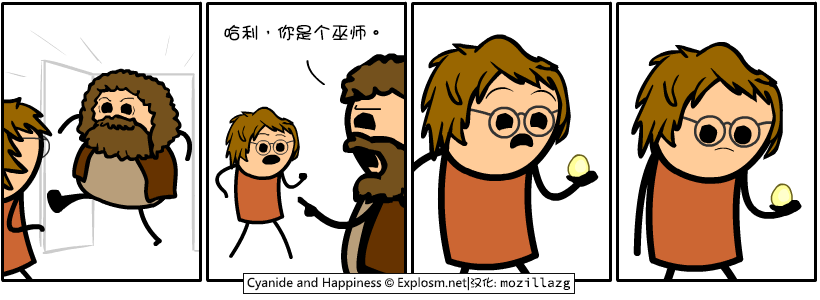 哈利，你是个巫师。
Cyanide and Happiness © Explosm.net|汉化: mozillazg